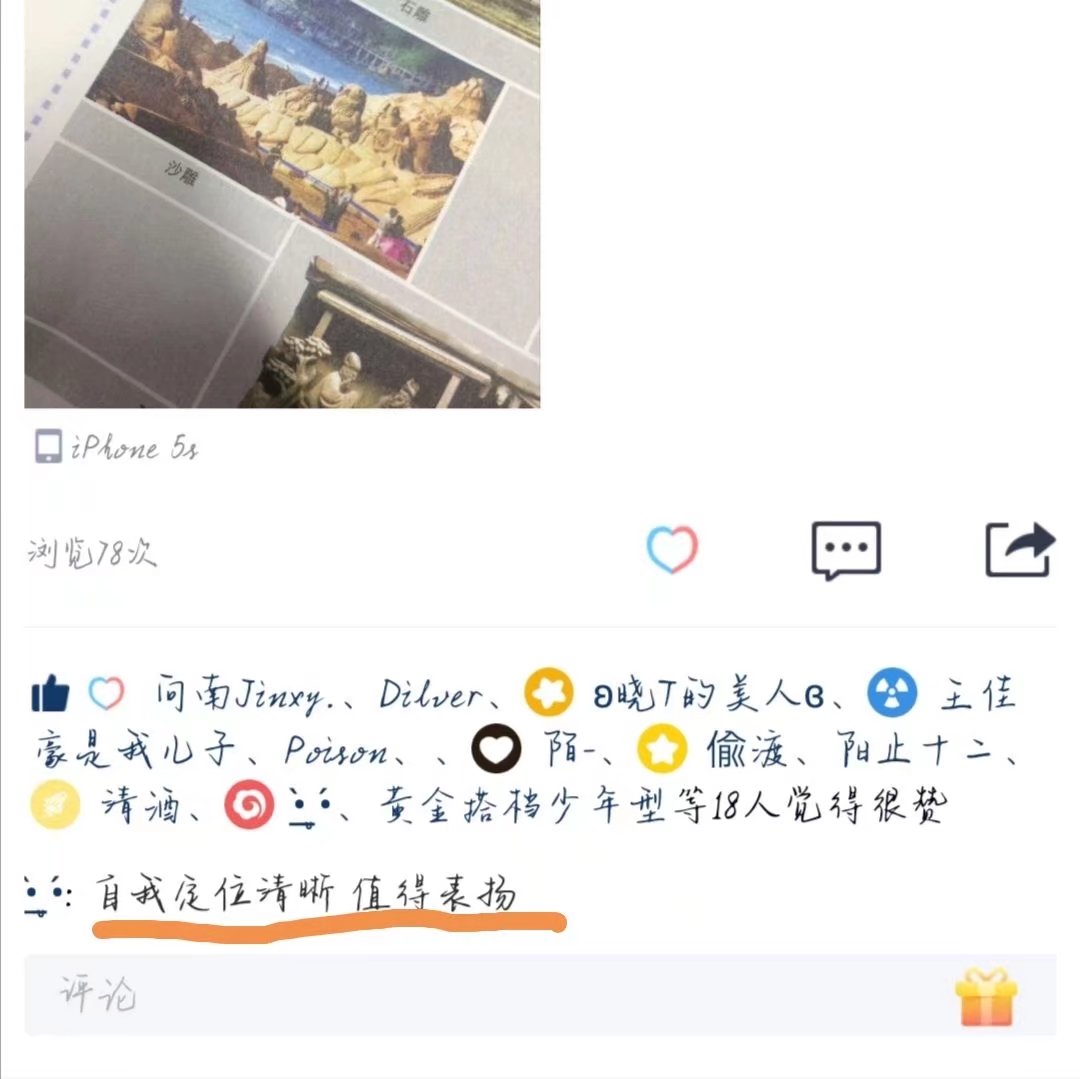 石雕
沙雕
iPhone 5s
浏览78次
问南Jinxy.、Dilver、ʚ晓T的美人ɞ、王佳
豪是我儿子、Poison、、陌-、偷渡、阳止十二、
清酒、、黄金搭档少年型等18人觉得很赞
: 自我定位清晰 值得表扬
评论